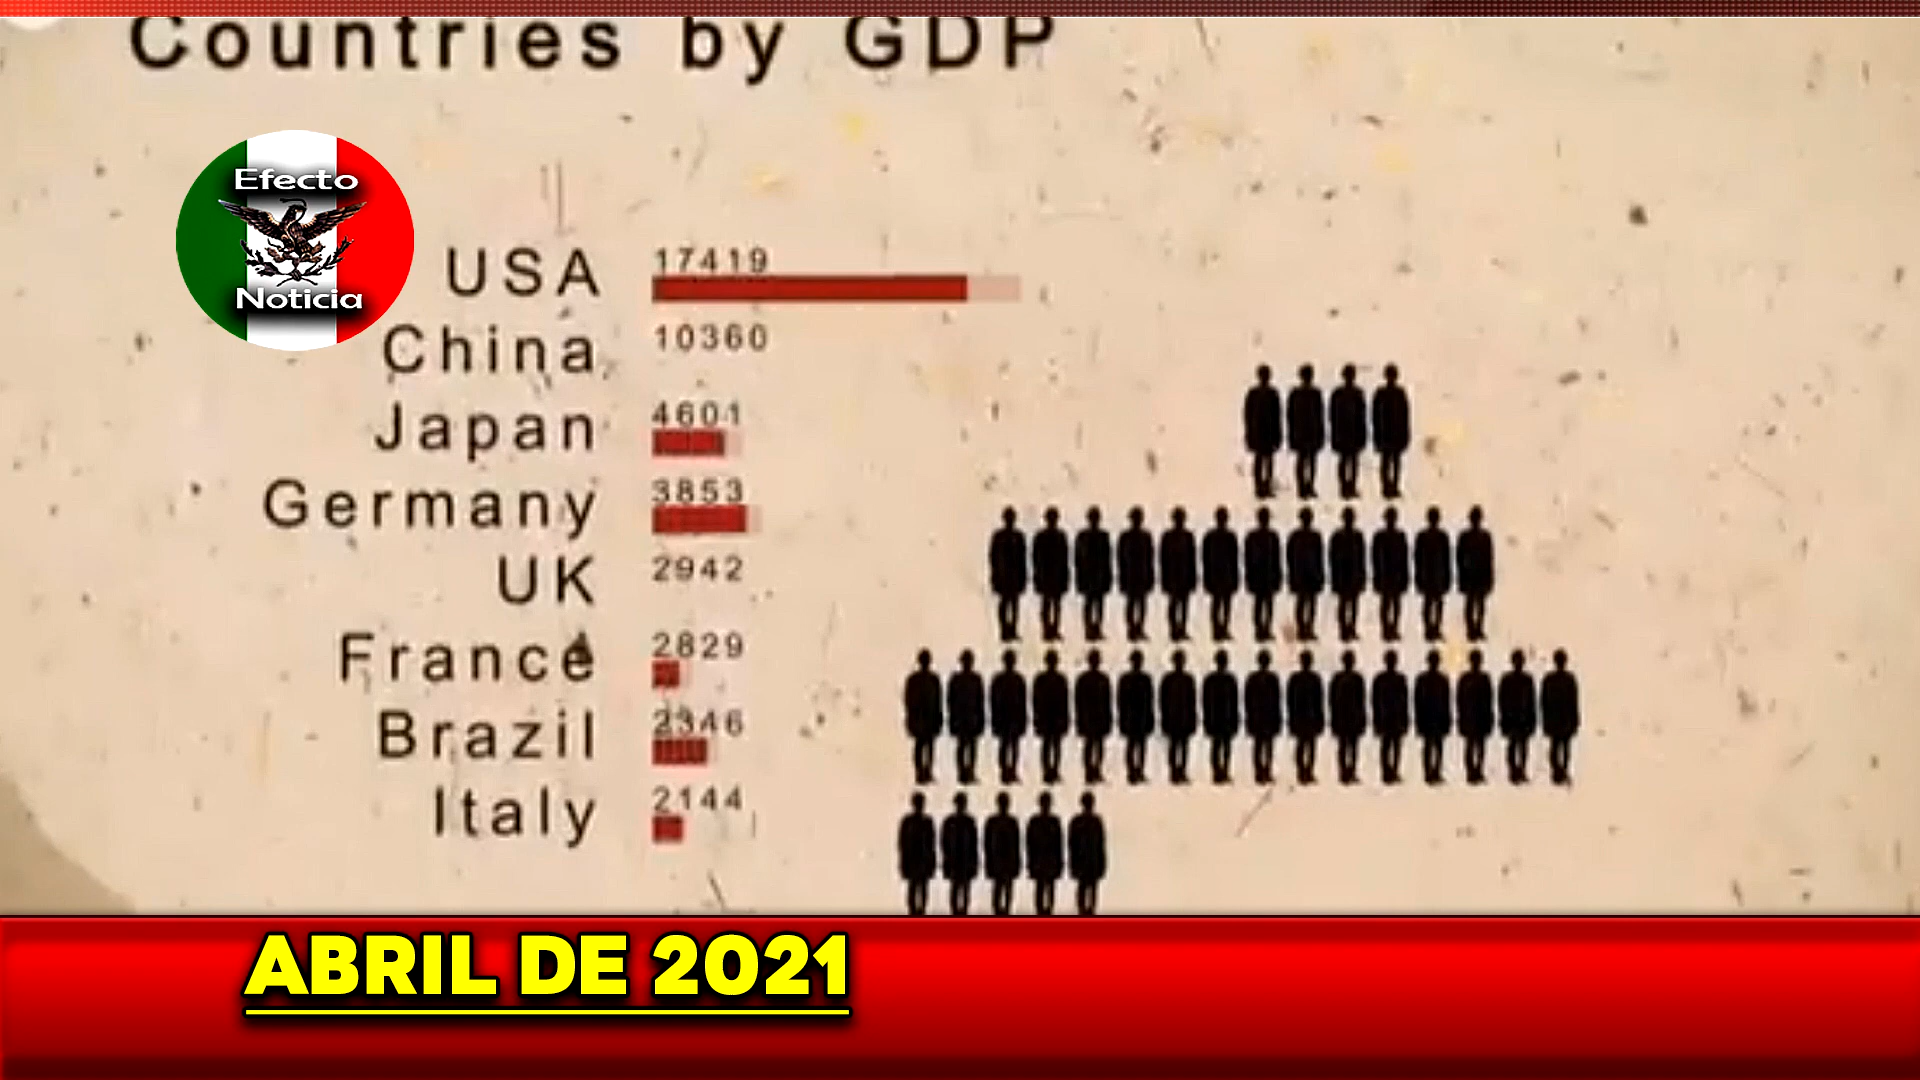 Countries by GDP
Efecto
Noticia
USA 17419
China 10360
Japan 4601
Germany 3853
UK 2942
France 2829
Brazil 2346
Italy 2144
ABRIL DE 2021